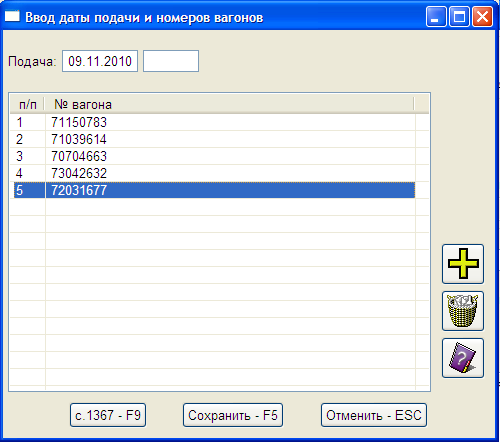 Ввод даты подачи и номеров вагонов
Подача: 09.11.2010
п/п № вагона
1 71150783
2 71039614
3 70704663
4 73042632
5 72031677
?
с.1367 - F9 Сохранить - F5 Отменить - ESC